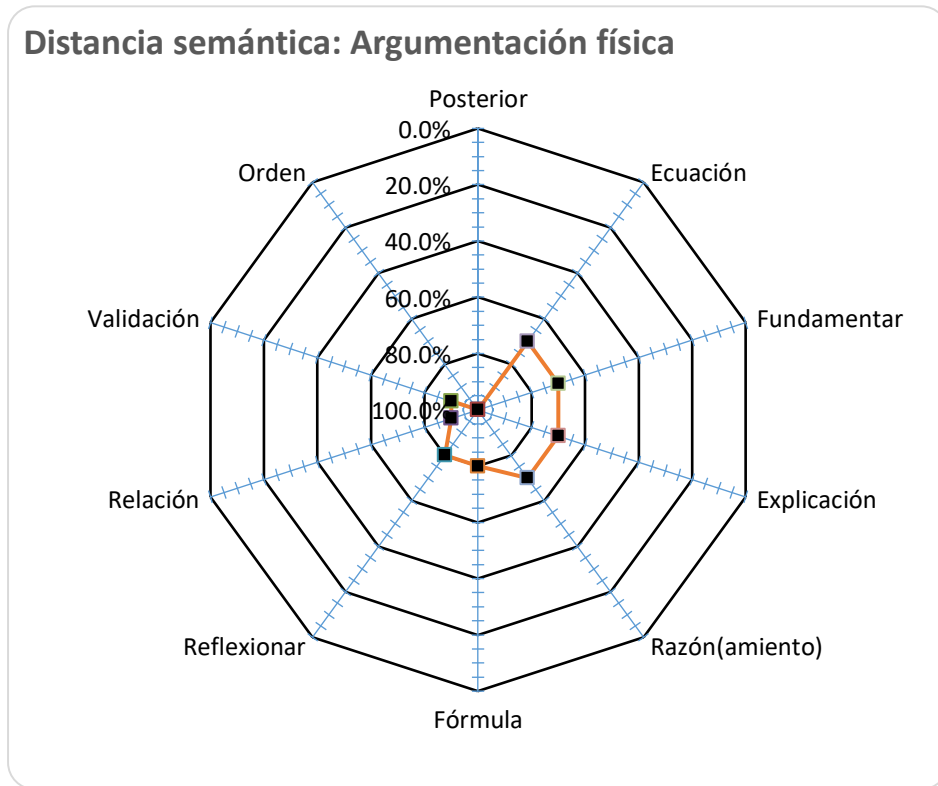 Distancia semántica: Argumentación física
Posterior
0.0%
Orden
Ecuación
20.0%
40.0%
60.0%
Validación
Fundamentar
80.0%
100.0%
Relación
Explicación
Reflexionar
Razón(amiento)
Fórmula